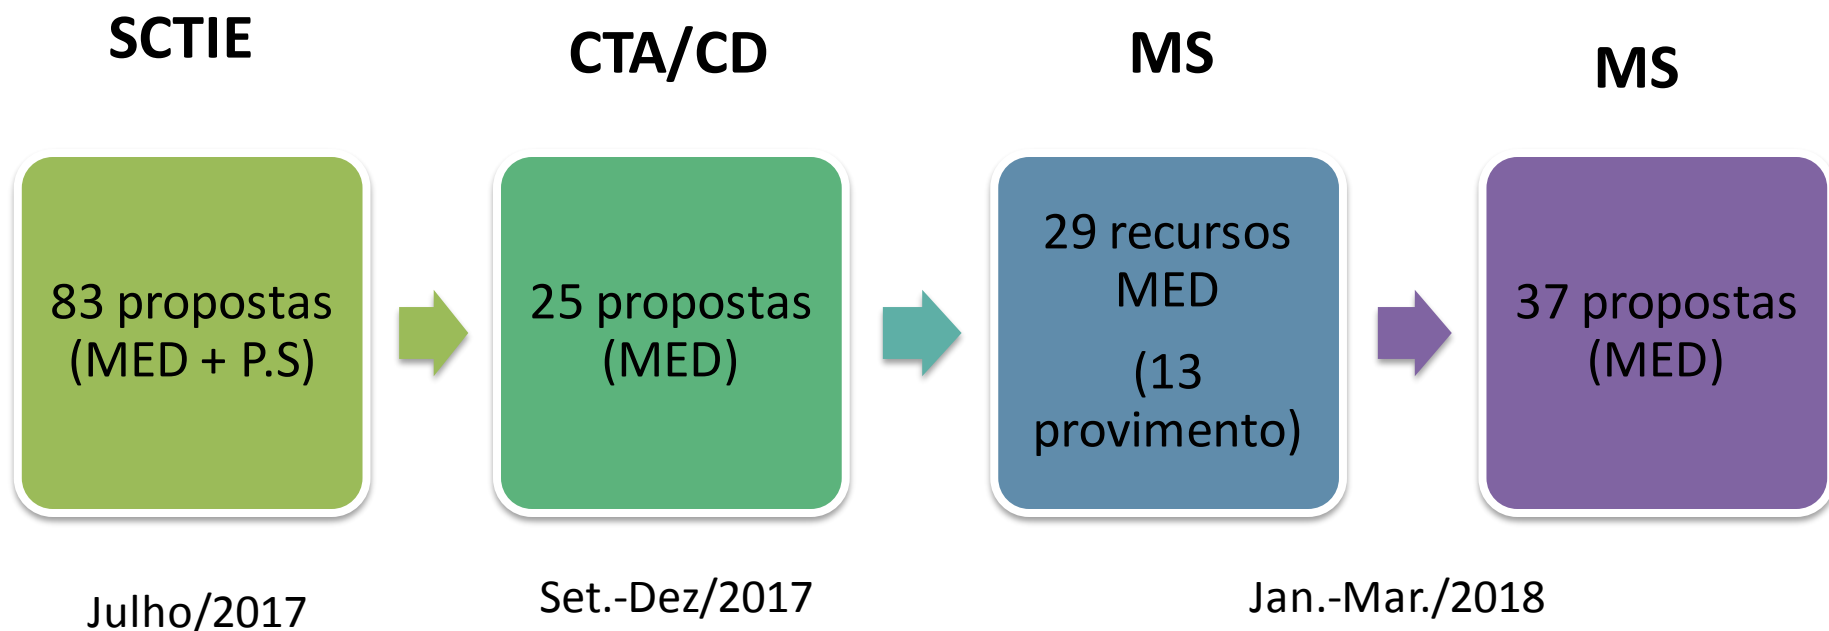 SCTIE
CTA/CD
MS
MS
83 propostas
(MED + P.S)
25 propostas
(MED)
29 recursos
MED
(13
provimento)
37 propostas
(MED)
Julho/2017
Set.-Dez/2017
Jan.-Mar./2018